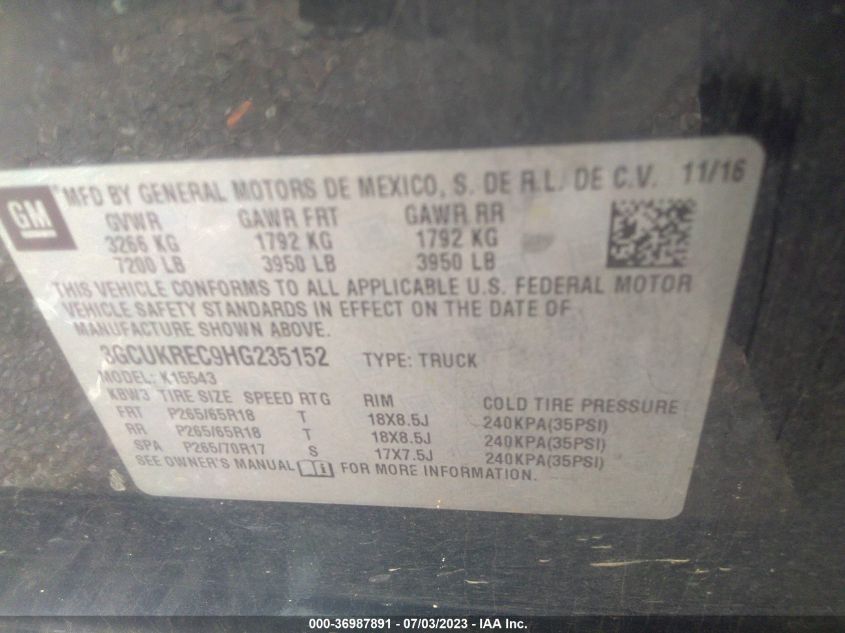 GM
® MFD BY GENERAL MOTORS DE MEXICO, S. DE R.L. DE C.V. 11/16
GVWR GAWR FRT GAWR RR
3266 KG 1792 KG 1792 KG
7200 LB 3950 LB 3950 LB
THIS VEHICLE CONFORMS TO ALL APPLICABLE U.S. FEDERAL MOTOR
VEHICLE SAFETY STANDARDS IN EFFECT ON THE DATE OF
MANUFACTURE SHOWN ABOVE.
3GCUKREC9HG235152 TYPE: TRUCK
MODEL: K15543
KBW3 TIRE SIZE SPEED RTG RIM COLD TIRE PRESSURE
FRT P265/65R18 T 18X8.5J 240KPA(35PSI)
RR P265/65R18 T 18X8.5J 240KPA(35PSI)
SPA P265/70R17 S 17X7.5J 240KPA(35PSI)
SEE OWNER'S MANUAL FOR MORE INFORMATION.
000-36987891 - 07/03/2023 - IAA Inc.